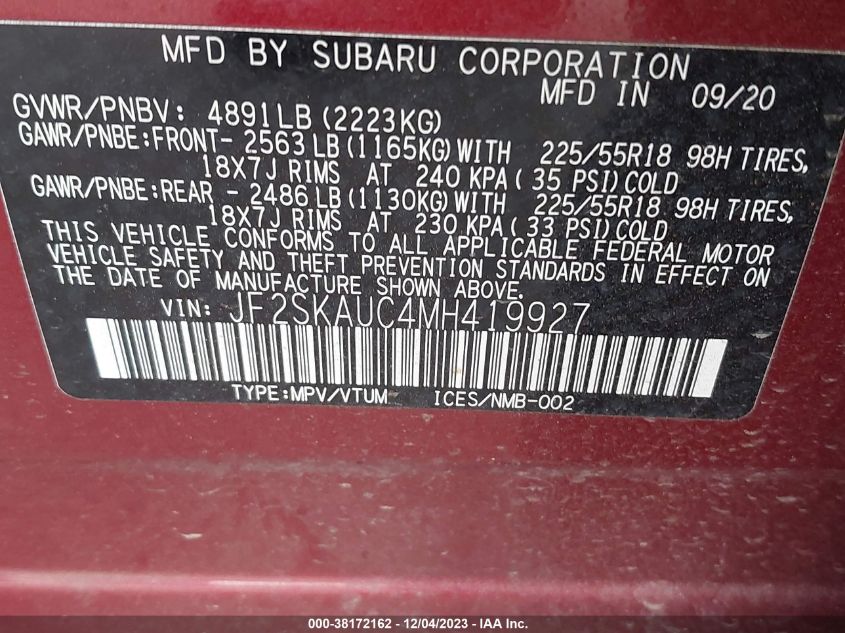 MFD BY SUBARU CORPORATION
MFD IN 09/20
GVWR/PNBV: 4891LB (2223KG)
GAWR/PNBE:FRONT- 2563 LB (1165KG) WITH 225/55R18 98H TIRES,
18X7J RIMS AT 240 KPA ( 35 PSI) COLD
GAWR/PNBE:REAR - 2486 LB (1130KG) WITH 225/55R18 98H TIRES,
18X7J RIMS AT 230 KPA ( 33 PSI) COLD
THIS VEHICLE CONFORMS TO ALL APPLICABLE FEDERAL MOTOR
VEHICLE SAFETY AND THEFT PREVENTION STANDARDS IN EFFECT ON
THE DATE OF MANUFACTURE SHOWN ABOVE.
VIN: JF2SKAUC4MH419927
TYPE:MPV/VTUM ICES/NMB-002
000-38172162 - 12/04/2023 - IAA Inc.